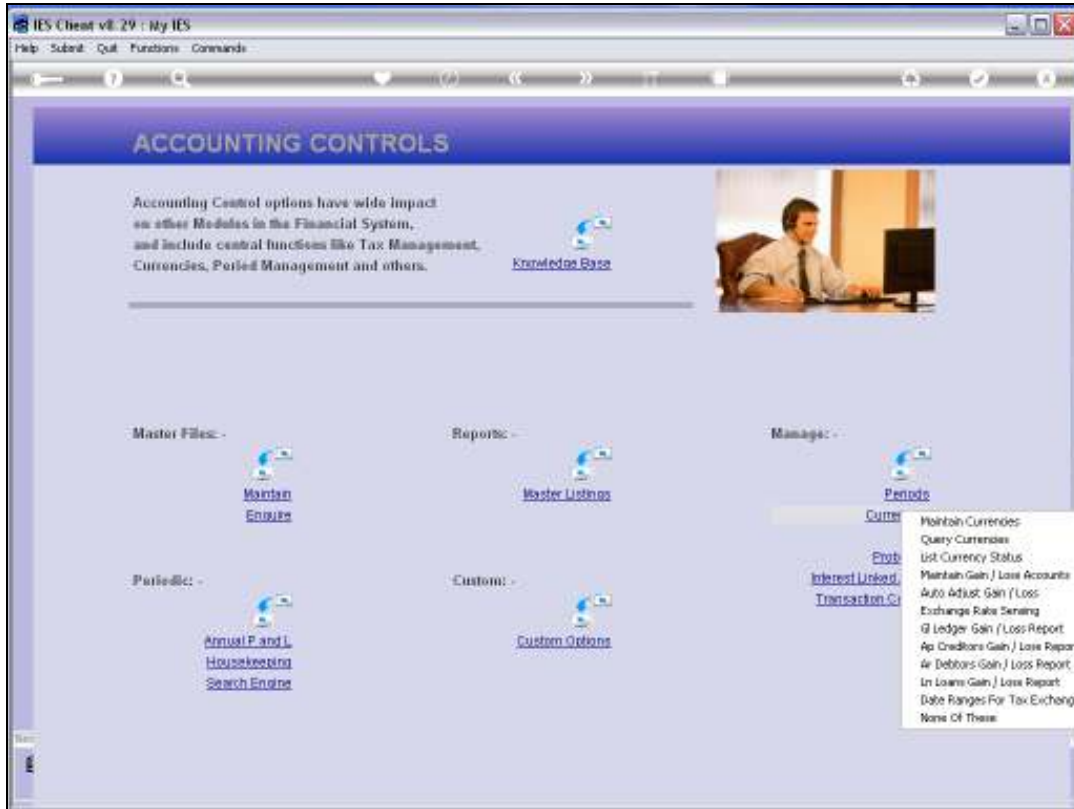 IES Client v8.29 : My IES
Help Submit Quit Functions Commands
ACCOUNTING CONTROLS
Accounting Control options have wide impact
on other Modules in the Financial System,
and include central functions like Tax Management,
Currencies, Period Management and others.
Knowledge Base
Master Files: -
Maintain
Enquire
Reports: -
Master Listings
Manage: -
Periods
Curre
Prob
Interest Linked
Transaction C
Maintain Currencies
Query Currencies
List Currency Status
Maintain Gain / Loss Accounts
Auto Adjust Gain / Loss
Exchange Rate Sensing
Gl Ledger Gain / Loss Report
Ap Creditors Gain / Loss Repor
Ar Debtors Gain / Loss Report
Ln Loans Gain / Loss Report
Date Ranges For Tax Exchang
None Of These
Periodic: -
Annual P and L
Housekeeping
Search Engine
Custom: -
Custom Options